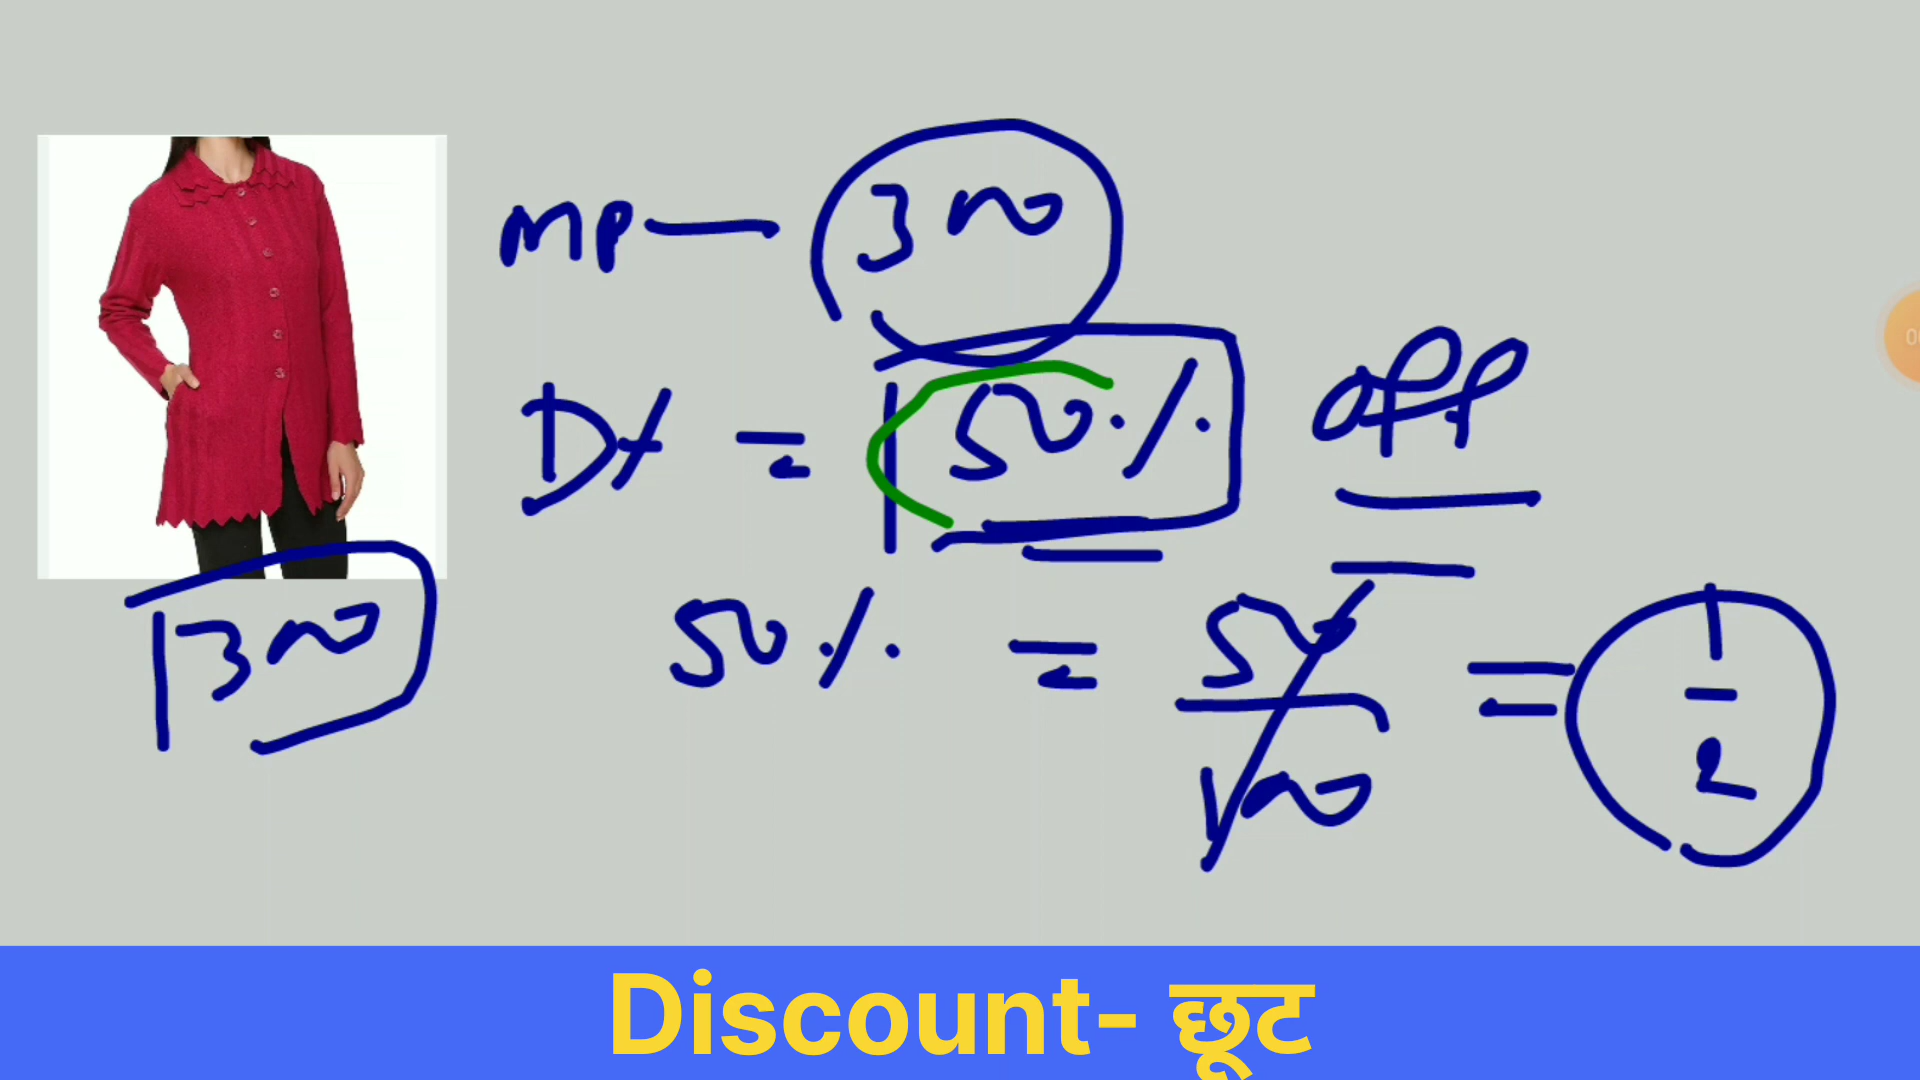 MP — 300
Dt = 50% off
300
50% = 50/100 = 1/2
Discount- छूट